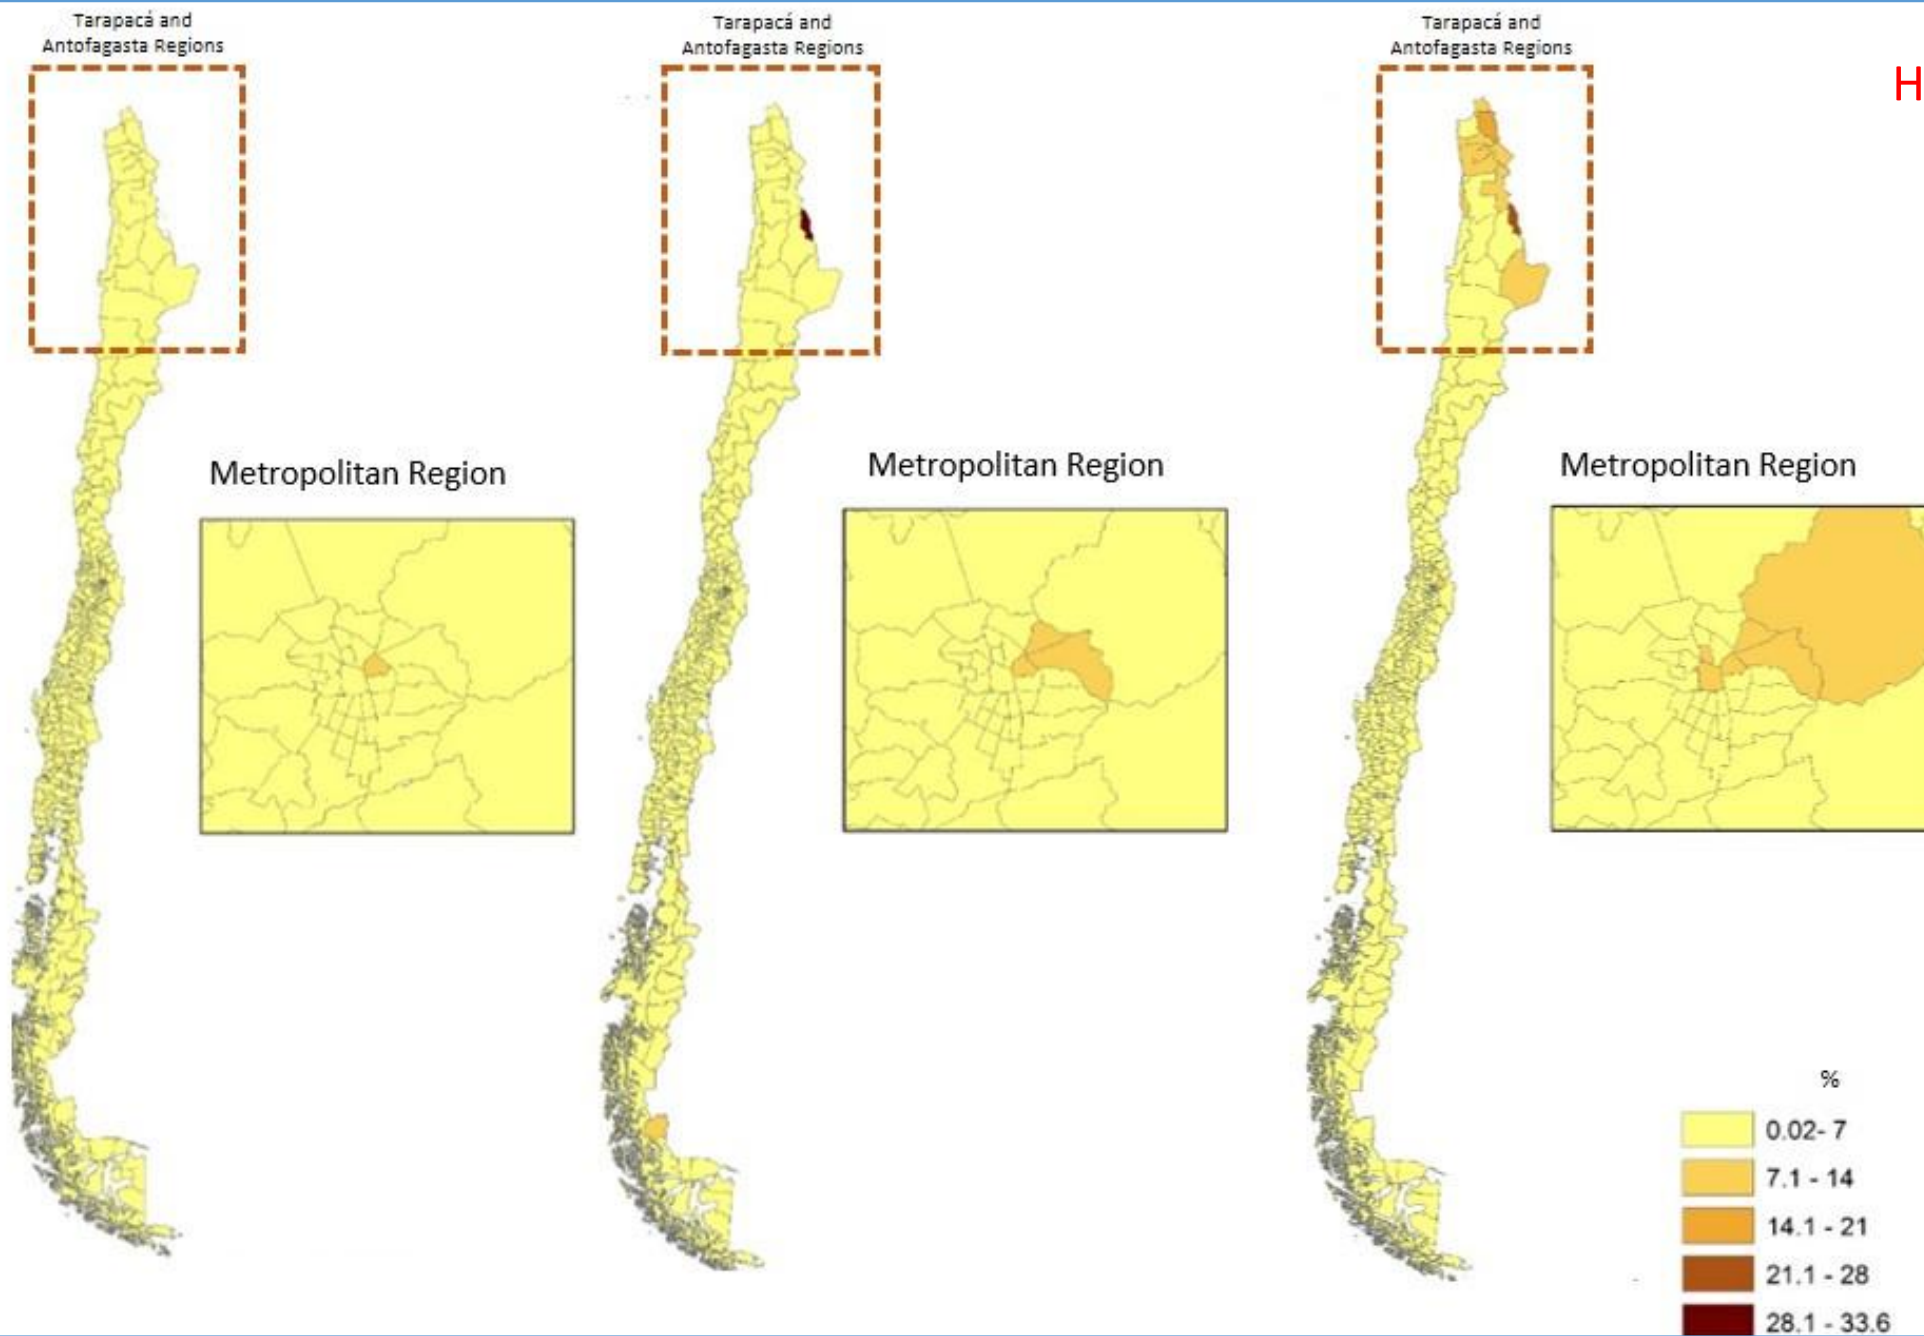 Tarapacá and
Antofagasta Regions
Tarapacá and
Antofagasta Regions
Tarapacá and
Antofagasta Regions
H
Metropolitan Region
Metropolitan Region
Metropolitan Region
%
0.02- 7
7.1 - 14
14.1 - 21
21.1 - 28
28.1 - 33.6